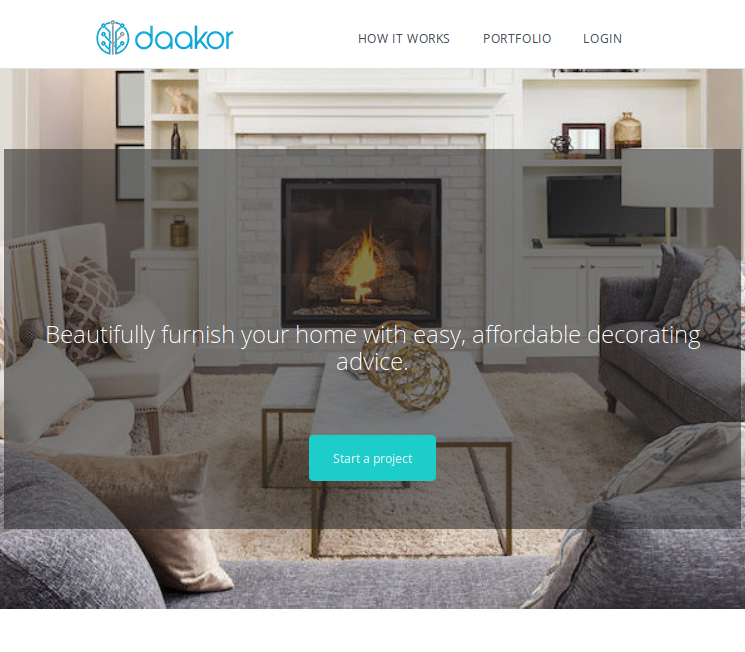 daakor
HOW IT WORKS
PORTFOLIO
LOGIN
Beautifully furnish your home with easy, affordable decorating
advice.
Start a project